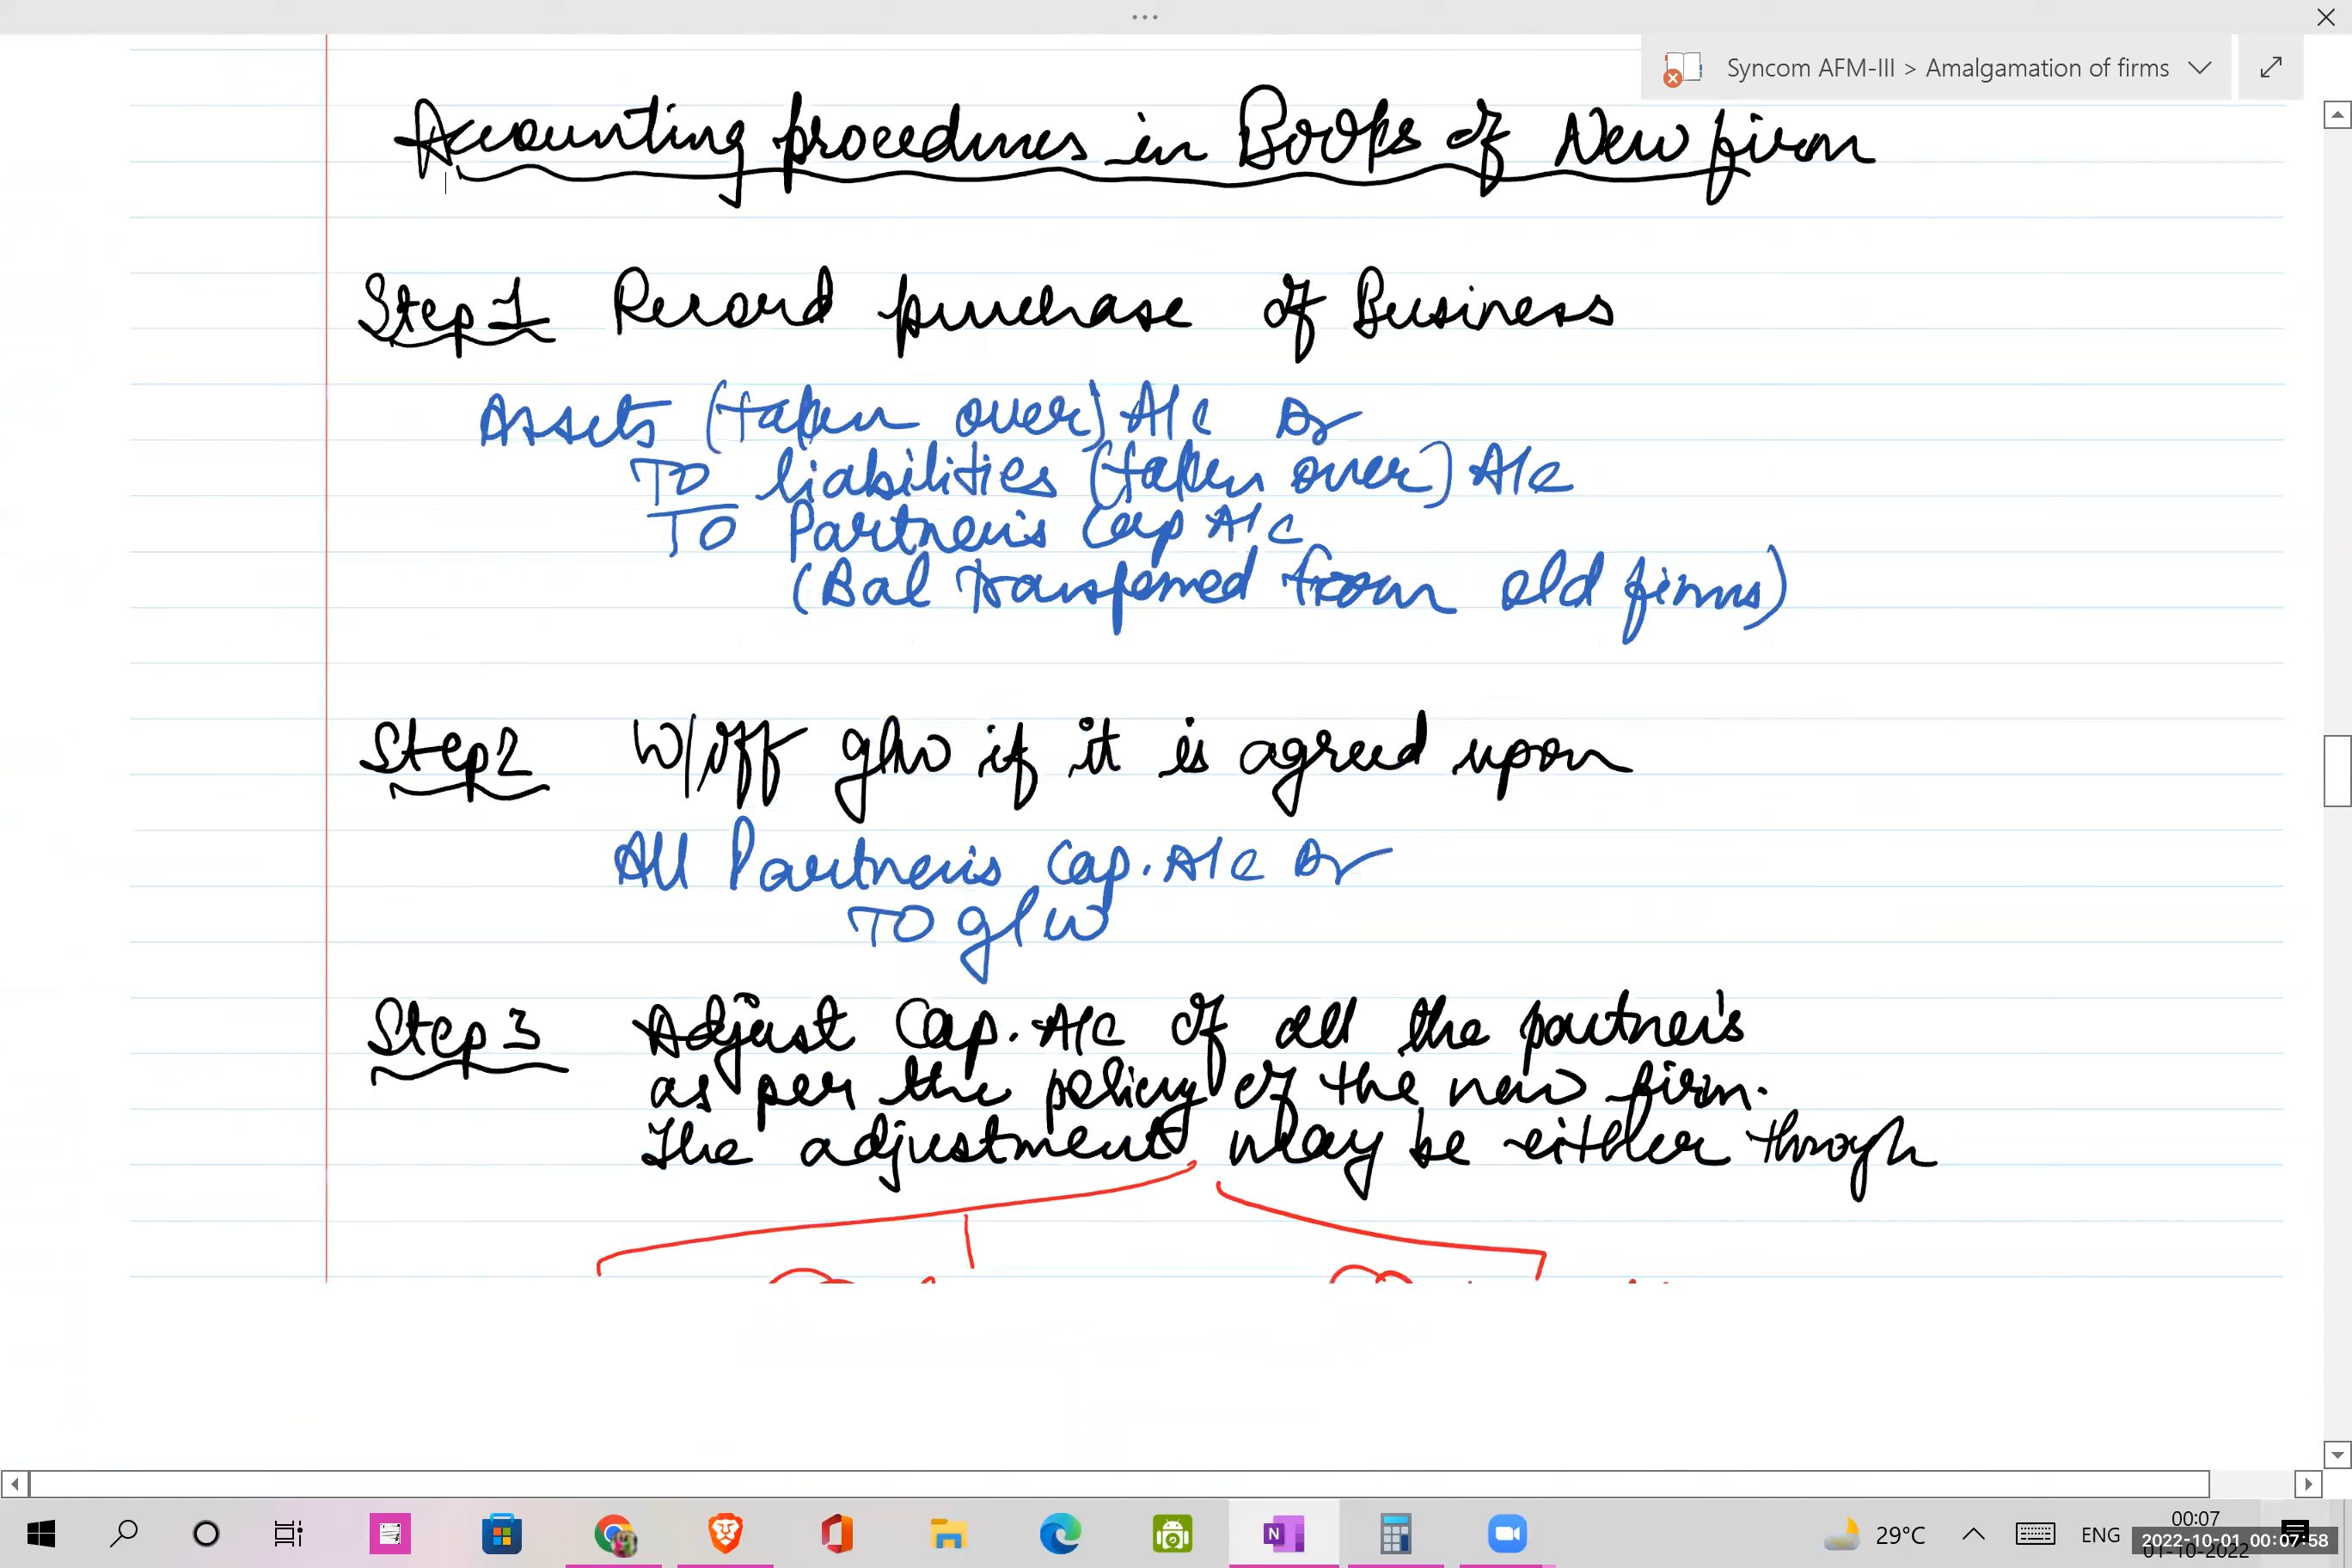 Syncom AFM-III > Amalgamation of firms
Accounting procedures in Books of New firm
Step 1 Record purchase of Business
Assets (taken over) A/c Dr
To liabilities (taken over) A/c
To Partner's Cap A/c
(Bal transferred from old firms)
Step 2 W/off g/w if it is agreed upon
All Partner's Cap. A/c Dr
To g/w
Step 3 Adjust Cap. A/c of all the partner's
as per the policy of the new firm.
The adjustment may be either through
29°C
ENG
00:07
2022-10-01 00:07:58
01-10-2022